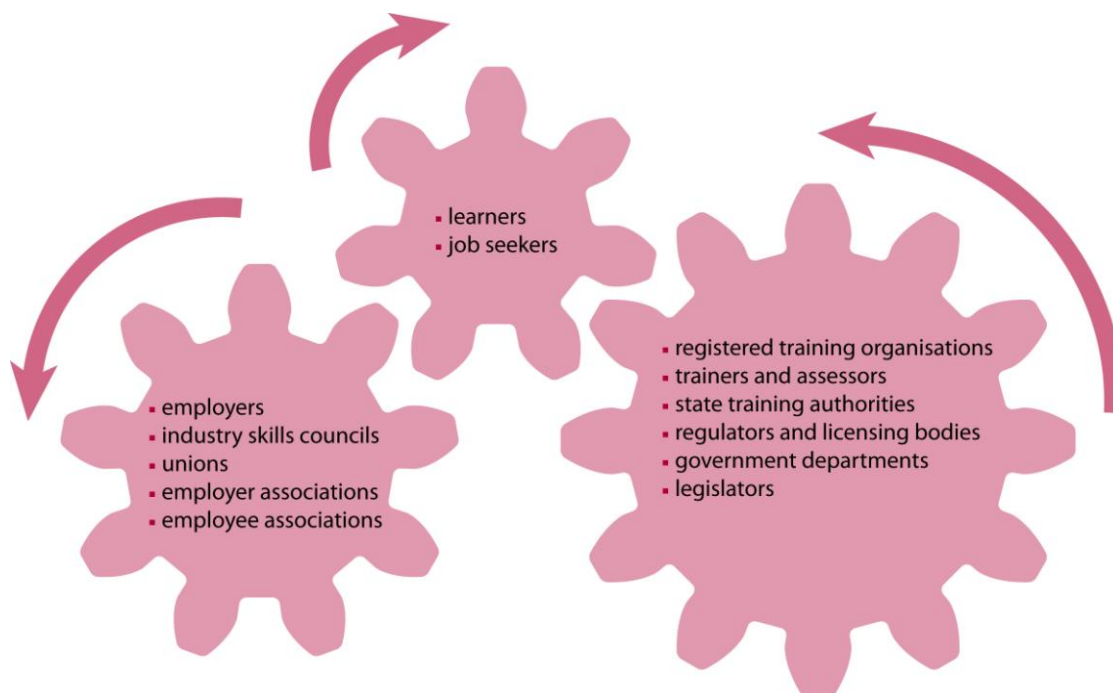 ▪ learners
▪ job seekers
▪ employers
▪ industry skills councils
▪ unions
▪ employer associations
▪ employee associations
▪ registered training organisations
▪ trainers and assessors
▪ state training authorities
▪ regulators and licensing bodies
▪ government departments
▪ legislators